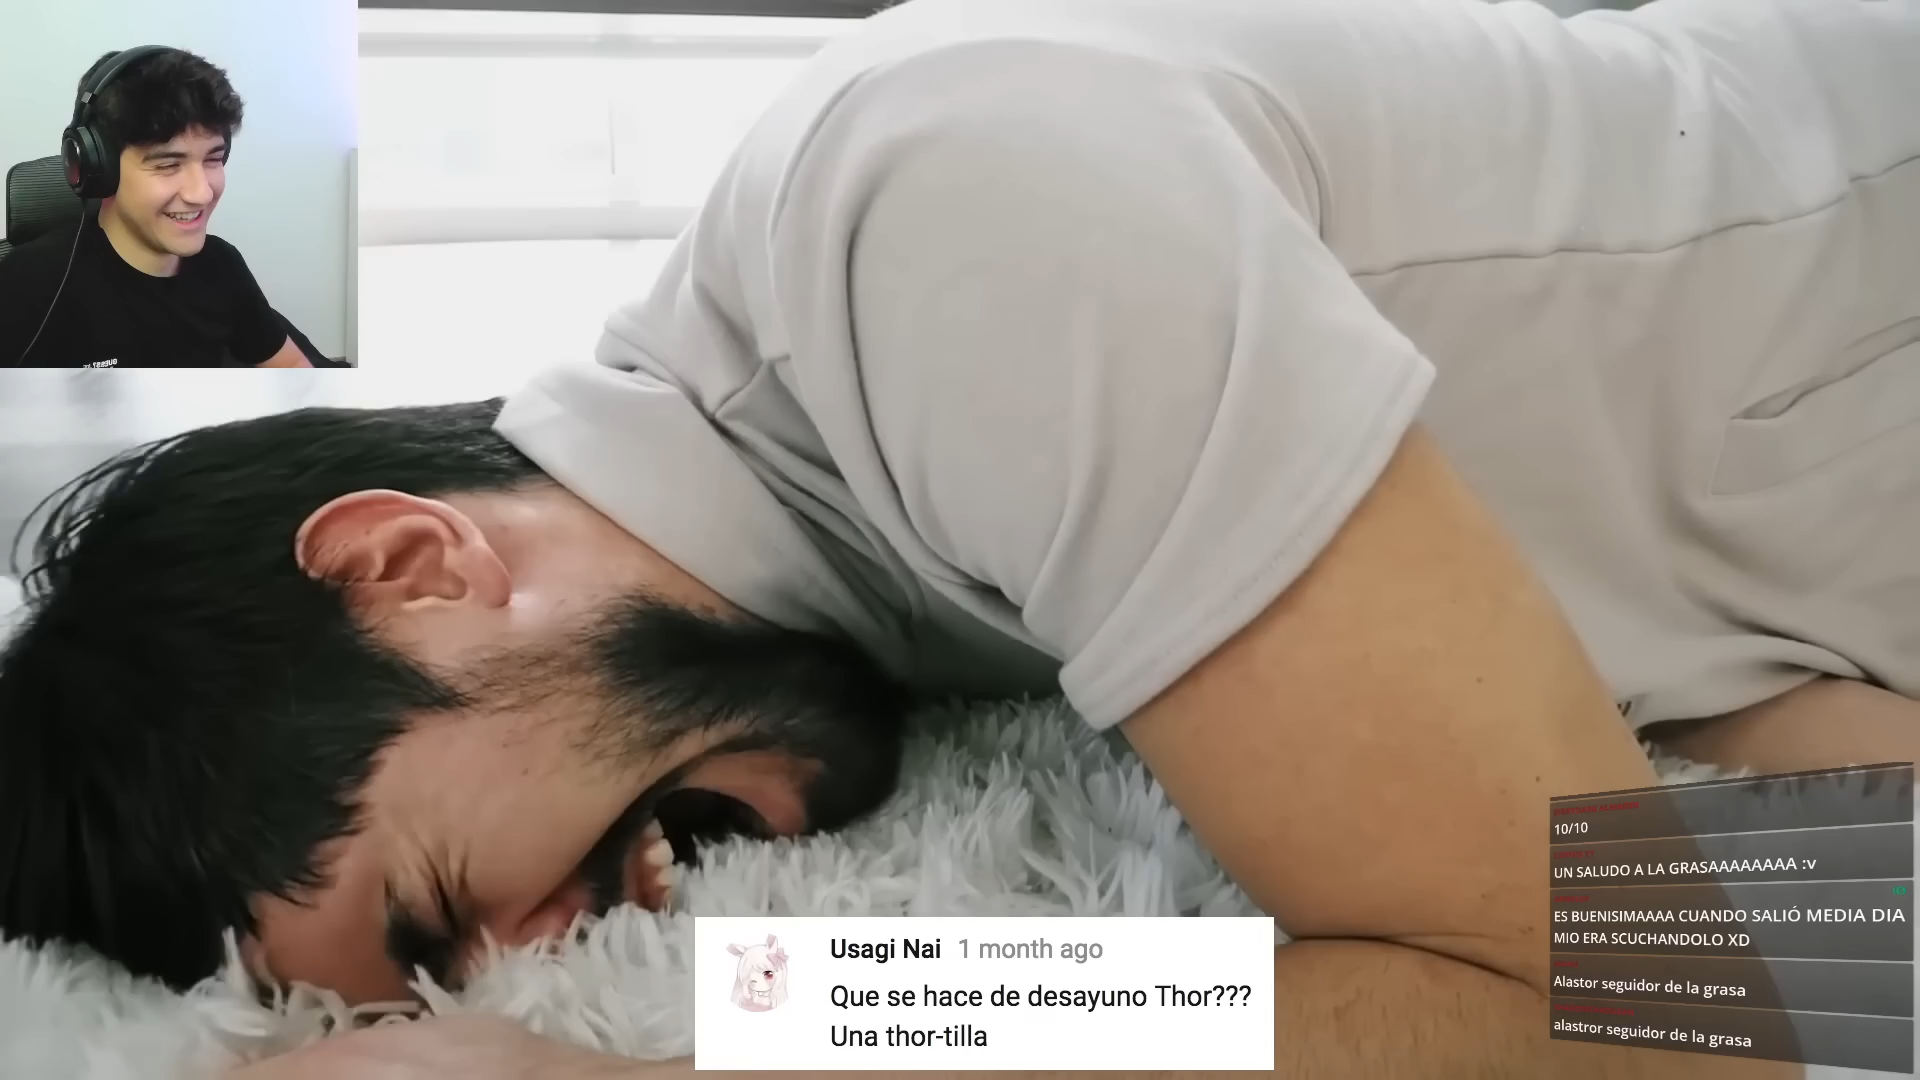 Usagi Nai 1 month ago
Que se hace de desayuno Thor???
Una thor-tilla
10/10
UN SALUDO A LA GRASAAAAAAAA :v
ES BUENISIMAAAA CUANDO SALIÓ MEDIA DIA
MIO ERA SCUCHANDOLO XD
Alastor seguidor de la grasa
alastror seguidor de la grasa